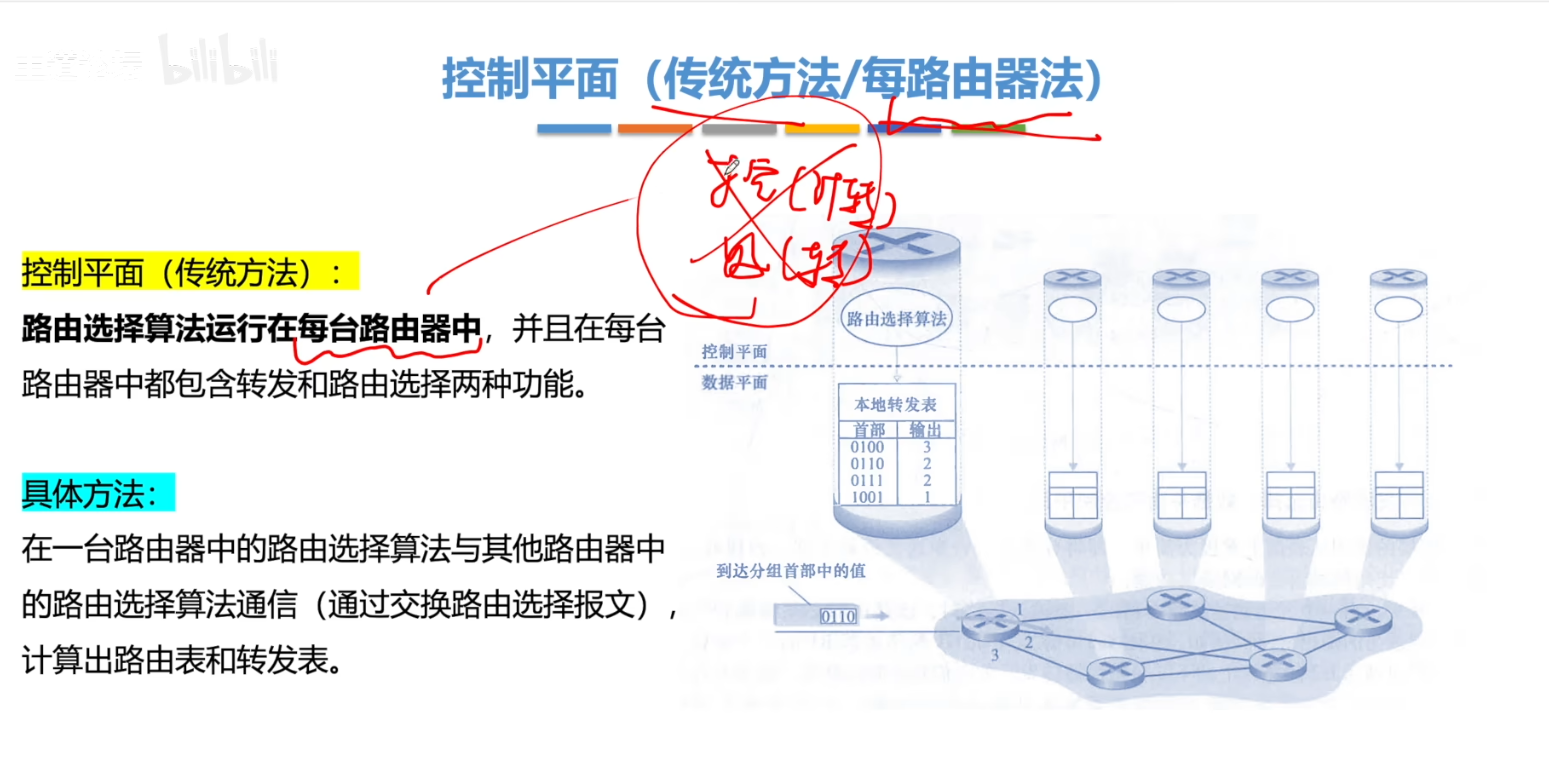 bilibili
控制平面（传统方法/每路由器法）
控制平面（传统方法）：
路由选择算法运行在每台路由器中，并且在每台
路由器中都包含转发和路由选择两种功能。
具体方法：
在一台路由器中的路由选择算法与其他路由器中
的路由选择算法通信（通过交换路由选择报文），
计算出路由表和转发表。
路由选择算法
控制平面
数据平面
本地转发表
首部 输出
0100 3
0110 2
0111 2
1001 1
到达分组首部中的值
0110
1
2
3